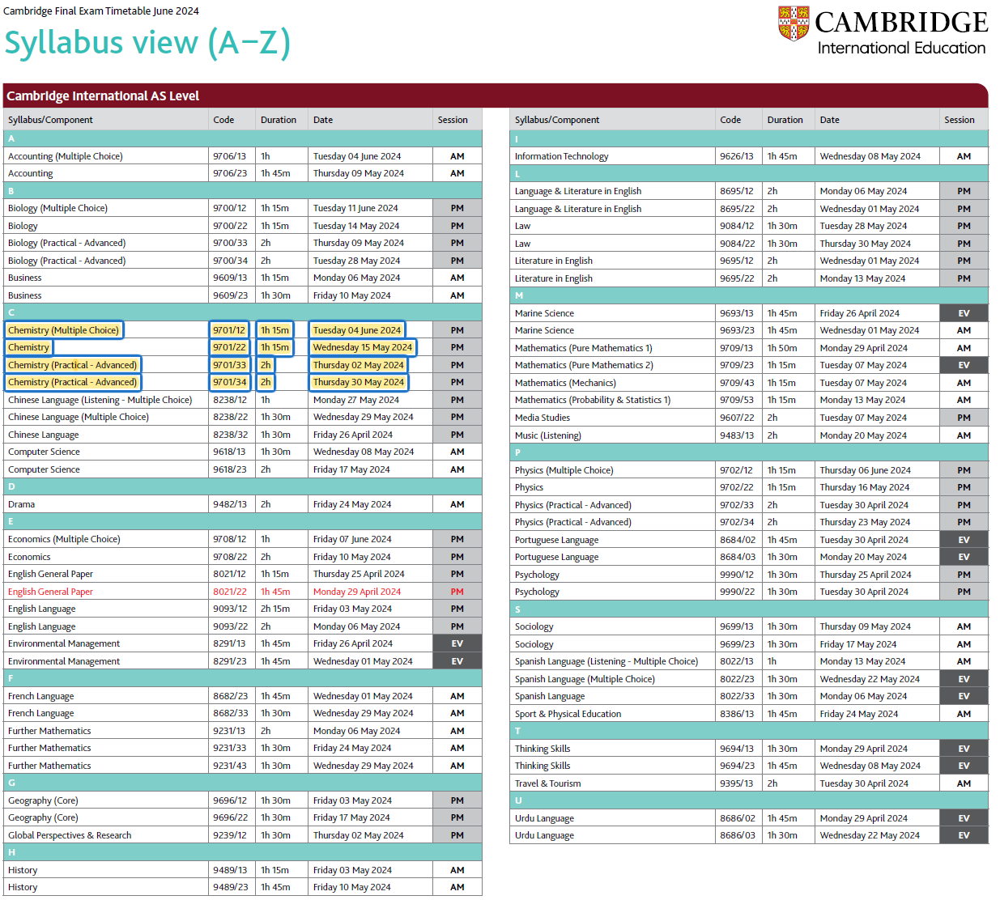 Cambridge Final Exam Timetable June 2024
Syllabus view (A–Z)
CAMBRIDGE
International Education
Cambridge International AS Level
Syllabus/Component Code Duration Date Session
A
Accounting (Multiple Choice) 9706/13 1h Tuesday 04 June 2024 AM
Accounting 9706/23 1h 45m Thursday 09 May 2024 AM
B
Biology (Multiple Choice) 9700/12 1h 15m Tuesday 11 June 2024 PM
Biology 9700/22 1h 15m Tuesday 14 May 2024 PM
Biology (Practical - Advanced) 9700/33 2h Thursday 09 May 2024 PM
Biology (Practical - Advanced) 9700/34 2h Tuesday 28 May 2024 PM
Business 9609/13 1h 15m Monday 06 May 2024 AM
Business 9609/23 1h 30m Friday 10 May 2024 AM
C
Chemistry (Multiple Choice) 9701/12 1h 15m Tuesday 04 June 2024 PM
Chemistry 9701/22 1h 15m Wednesday 15 May 2024 PM
Chemistry (Practical - Advanced) 9701/33 2h Thursday 02 May 2024 PM
Chemistry (Practical - Advanced) 9701/34 2h Thursday 30 May 2024 PM
Chinese Language (Listening - Multiple Choice) 8238/12 1h Monday 27 May 2024 PM
Chinese Language (Multiple Choice) 8238/22 1h 30m Wednesday 29 May 2024 PM
Chinese Language 8238/32 1h 30m Friday 26 April 2024 PM
Computer Science 9618/13 1h 30m Wednesday 08 May 2024 AM
Computer Science 9618/23 2h Friday 17 May 2024 AM
D
Drama 9482/13 2h Friday 24 May 2024 AM
E
Economics (Multiple Choice) 9708/12 1h Friday 07 June 2024 PM
Economics 9708/22 2h Friday 10 May 2024 PM
English General Paper 8021/12 1h 15m Thursday 25 April 2024 PM
English General Paper 8021/22 1h 45m Monday 29 April 2024 PM
English Language 9093/12 2h 15m Friday 03 May 2024 PM
English Language 9093/22 2h Monday 06 May 2024 PM
Environmental Management 8291/13 1h 45m Friday 26 April 2024 EV
Environmental Management 8291/23 1h 45m Wednesday 01 May 2024 EV
F
French Language 8682/23 1h 45m Wednesday 01 May 2024 AM
French Language 8682/33 1h 30m Wednesday 29 May 2024 AM
Further Mathematics 9231/13 2h Monday 06 May 2024 AM
Further Mathematics 9231/33 1h 30m Friday 24 May 2024 AM
Further Mathematics 9231/43 1h 30m Wednesday 29 May 2024 AM
G
Geography (Core) 9696/12 1h 30m Friday 03 May 2024 PM
Geography (Core) 9696/22 1h 30m Friday 17 May 2024 PM
Global Perspectives & Research 9239/12 1h 30m Thursday 02 May 2024 PM
H
History 9489/13 1h 15m Friday 03 May 2024 AM
History 9489/23 1h 45m Friday 10 May 2024 AM
Syllabus/Component Code Duration Date Session
I
Information Technology 9626/13 1h 45m Wednesday 08 May 2024 AM
L
Language & Literature in English 8695/12 2h Monday 06 May 2024 PM
Language & Literature in English 8695/22 2h Wednesday 01 May 2024 PM
Law 9084/12 1h 30m Tuesday 28 May 2024 PM
Law 9084/22 1h 30m Thursday 30 May 2024 PM
Literature in English 9695/12 2h Wednesday 01 May 2024 PM
Literature in English 9695/22 2h Monday 13 May 2024 PM
M
Marine Science 9693/13 1h 45m Friday 26 April 2024 EV
Marine Science 9693/23 1h 45m Wednesday 01 May 2024 AM
Mathematics (Pure Mathematics 1) 9709/13 1h 50m Monday 29 April 2024 AM
Mathematics (Pure Mathematics 2) 9709/23 1h 15m Tuesday 07 May 2024 EV
Mathematics (Mechanics) 9709/43 1h 15m Tuesday 07 May 2024 AM
Mathematics (Probability & Statistics 1) 9709/53 1h 15m Monday 13 May 2024 AM
Media Studies 9607/22 2h Tuesday 07 May 2024 PM
Music (Listening) 9483/13 2h Monday 20 May 2024 AM
P
Physics (Multiple Choice) 9702/12 1h 15m Thursday 06 June 2024 PM
Physics 9702/22 1h 15m Thursday 16 May 2024 PM
Physics (Practical - Advanced) 9702/33 2h Tuesday 30 April 2024 PM
Physics (Practical - Advanced) 9702/34 2h Thursday 23 May 2024 PM
Portuguese Language 8684/02 1h 45m Tuesday 30 April 2024 EV
Portuguese Language 8684/03 1h 30m Monday 20 May 2024 EV
Psychology 9990/12 1h 30m Thursday 25 April 2024 PM
Psychology 9990/22 1h 30m Tuesday 30 April 2024 PM
S
Sociology 9699/13 1h 30m Thursday 09 May 2024 AM
Sociology 9699/23 1h 30m Friday 17 May 2024 AM
Spanish Language (Listening - Multiple Choice) 8022/13 1h Monday 13 May 2024 AM
Spanish Language (Multiple Choice) 8022/23 1h 30m Wednesday 22 May 2024 EV
Spanish Language 8022/33 1h 30m Monday 06 May 2024 EV
Sport & Physical Education 8386/13 1h 45m Friday 24 May 2024 AM
T
Thinking Skills 9694/13 1h 30m Monday 29 April 2024 EV
Thinking Skills 9694/23 1h 45m Wednesday 08 May 2024 EV
Travel & Tourism 9395/13 2h Tuesday 30 April 2024 AM
U
Urdu Language 8686/02 1h 45m Monday 29 April 2024 EV
Urdu Language 8686/03 1h 30m Wednesday 22 May 2024 EV